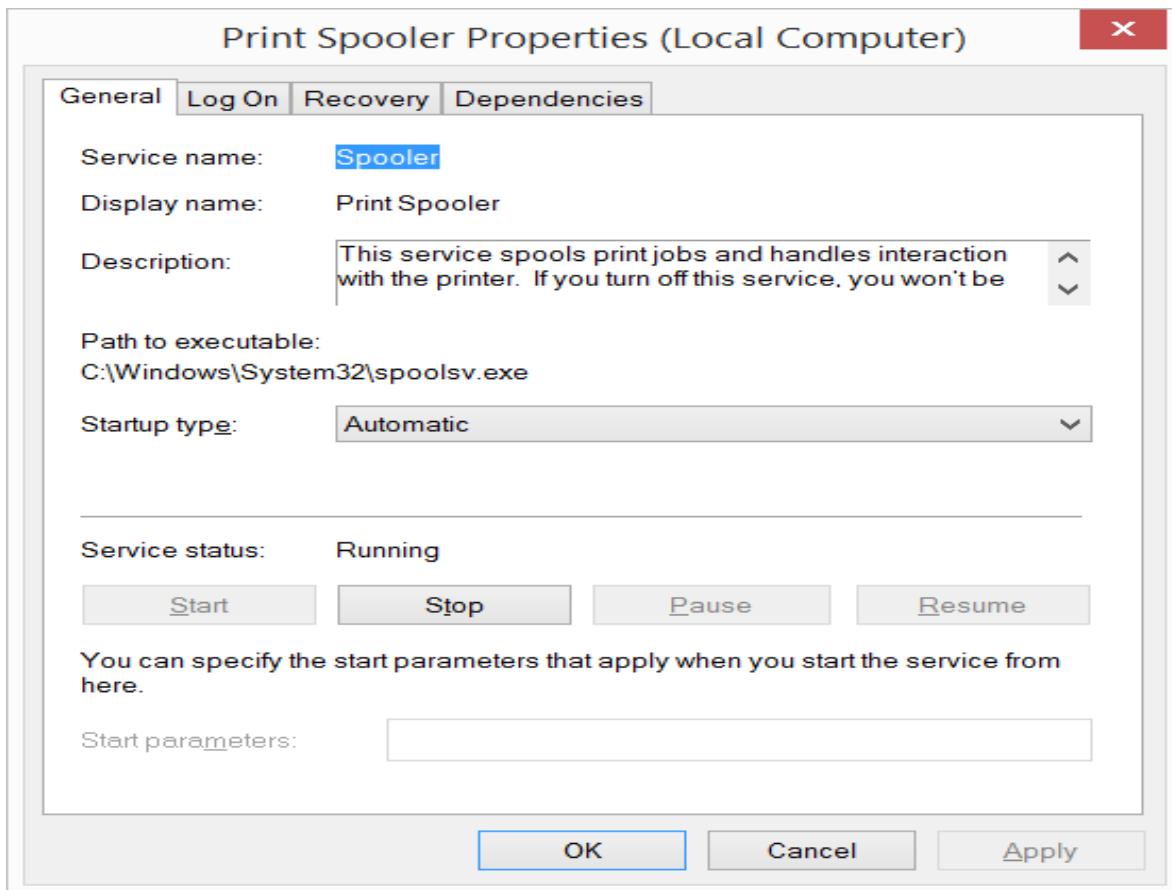 Print Spooler Properties (Local Computer)
General Log On Recovery Dependencies
Service name: Spooler
Display name: Print Spooler
Description: This service spools print jobs and handles interaction
with the printer. If you turn off this service, you won't be
Path to executable:
C:\Windows\System32\spoolsv.exe
Startup type: Automatic
Service status: Running
Start Stop Pause Resume
You can specify the start parameters that apply when you start the service from
here.
Start parameters:
OK Cancel Apply